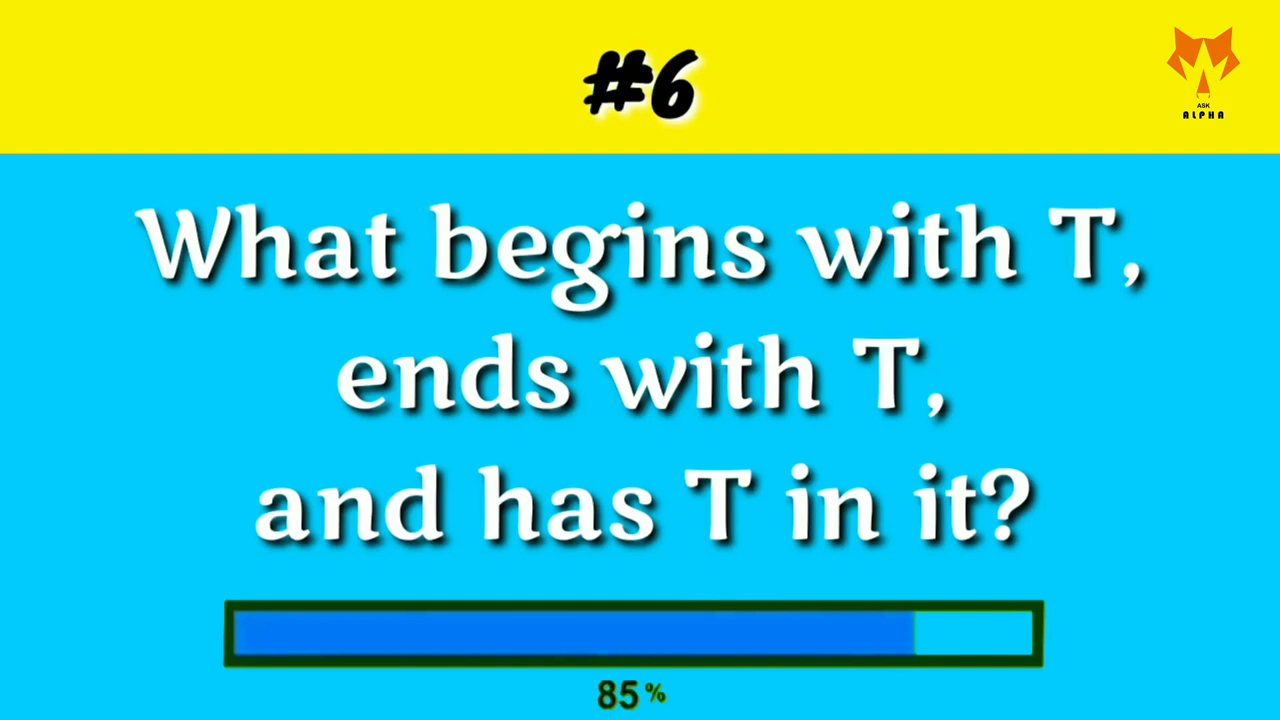 #6
ASK
ALPHA
What begins with T,
ends with T,
and has T in it?
85%